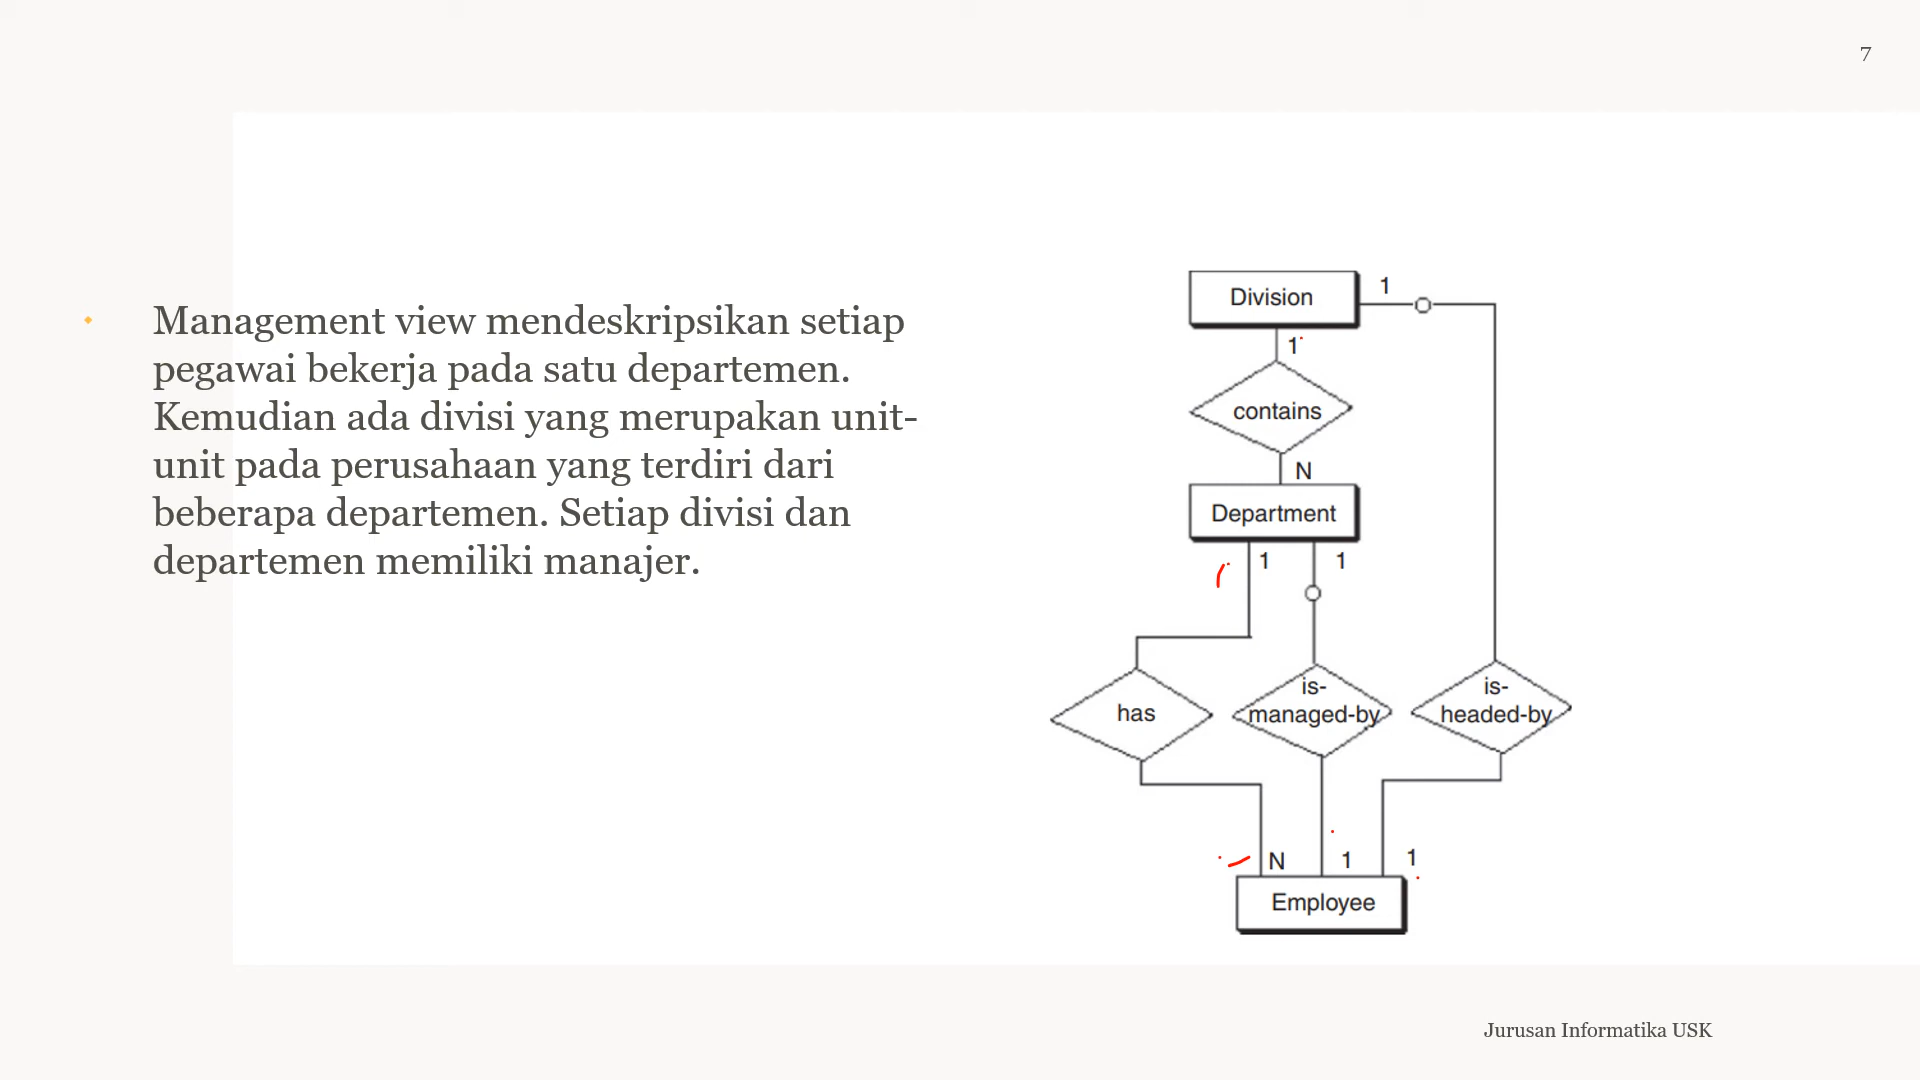 7
Management view mendeskripsikan setiap
pegawai bekerja pada satu departemen.
Kemudian ada divisi yang merupakan unit-
unit pada perusahaan yang terdiri dari
beberapa departemen. Setiap divisi dan
departemen memiliki manajer.
Division
1
1
contains
N
Department
1
1
has
is-
managed-by
is-
headed-by
N
1
1
Employee
Jurusan Informatika USK